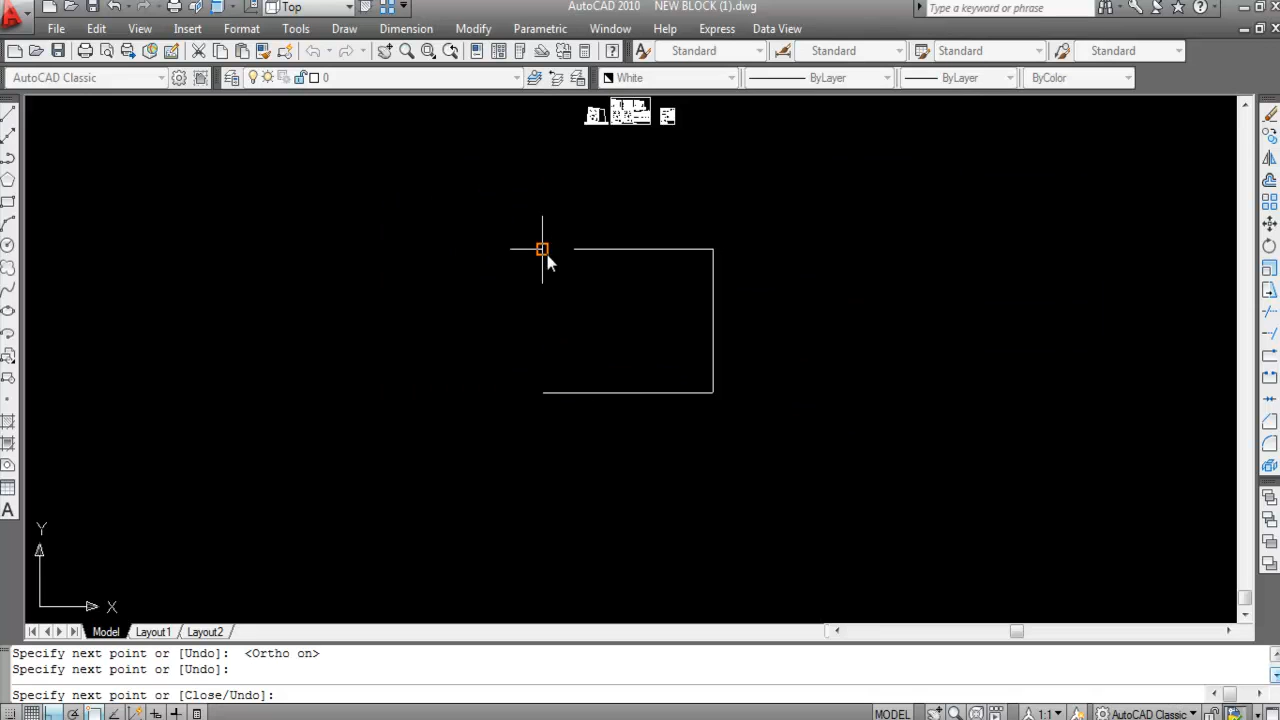 Top
AutoCAD 2010 NEW BLOCK (1).dwg
Type a keyword or phrase
File Edit View Insert Format Tools Draw Dimension Modify Parametric Window Help Express Data View
Standard Standard Standard Standard
AutoCAD Classic 0 White ByLayer ByLayer ByColor
A
Y
X
Model Layout1 Layout2
Specify next point or [Undo]: <Ortho on>
Specify next point or [Undo]:
Specify next point or [Close/Undo]:
MODEL 1:1 AutoCAD Classic